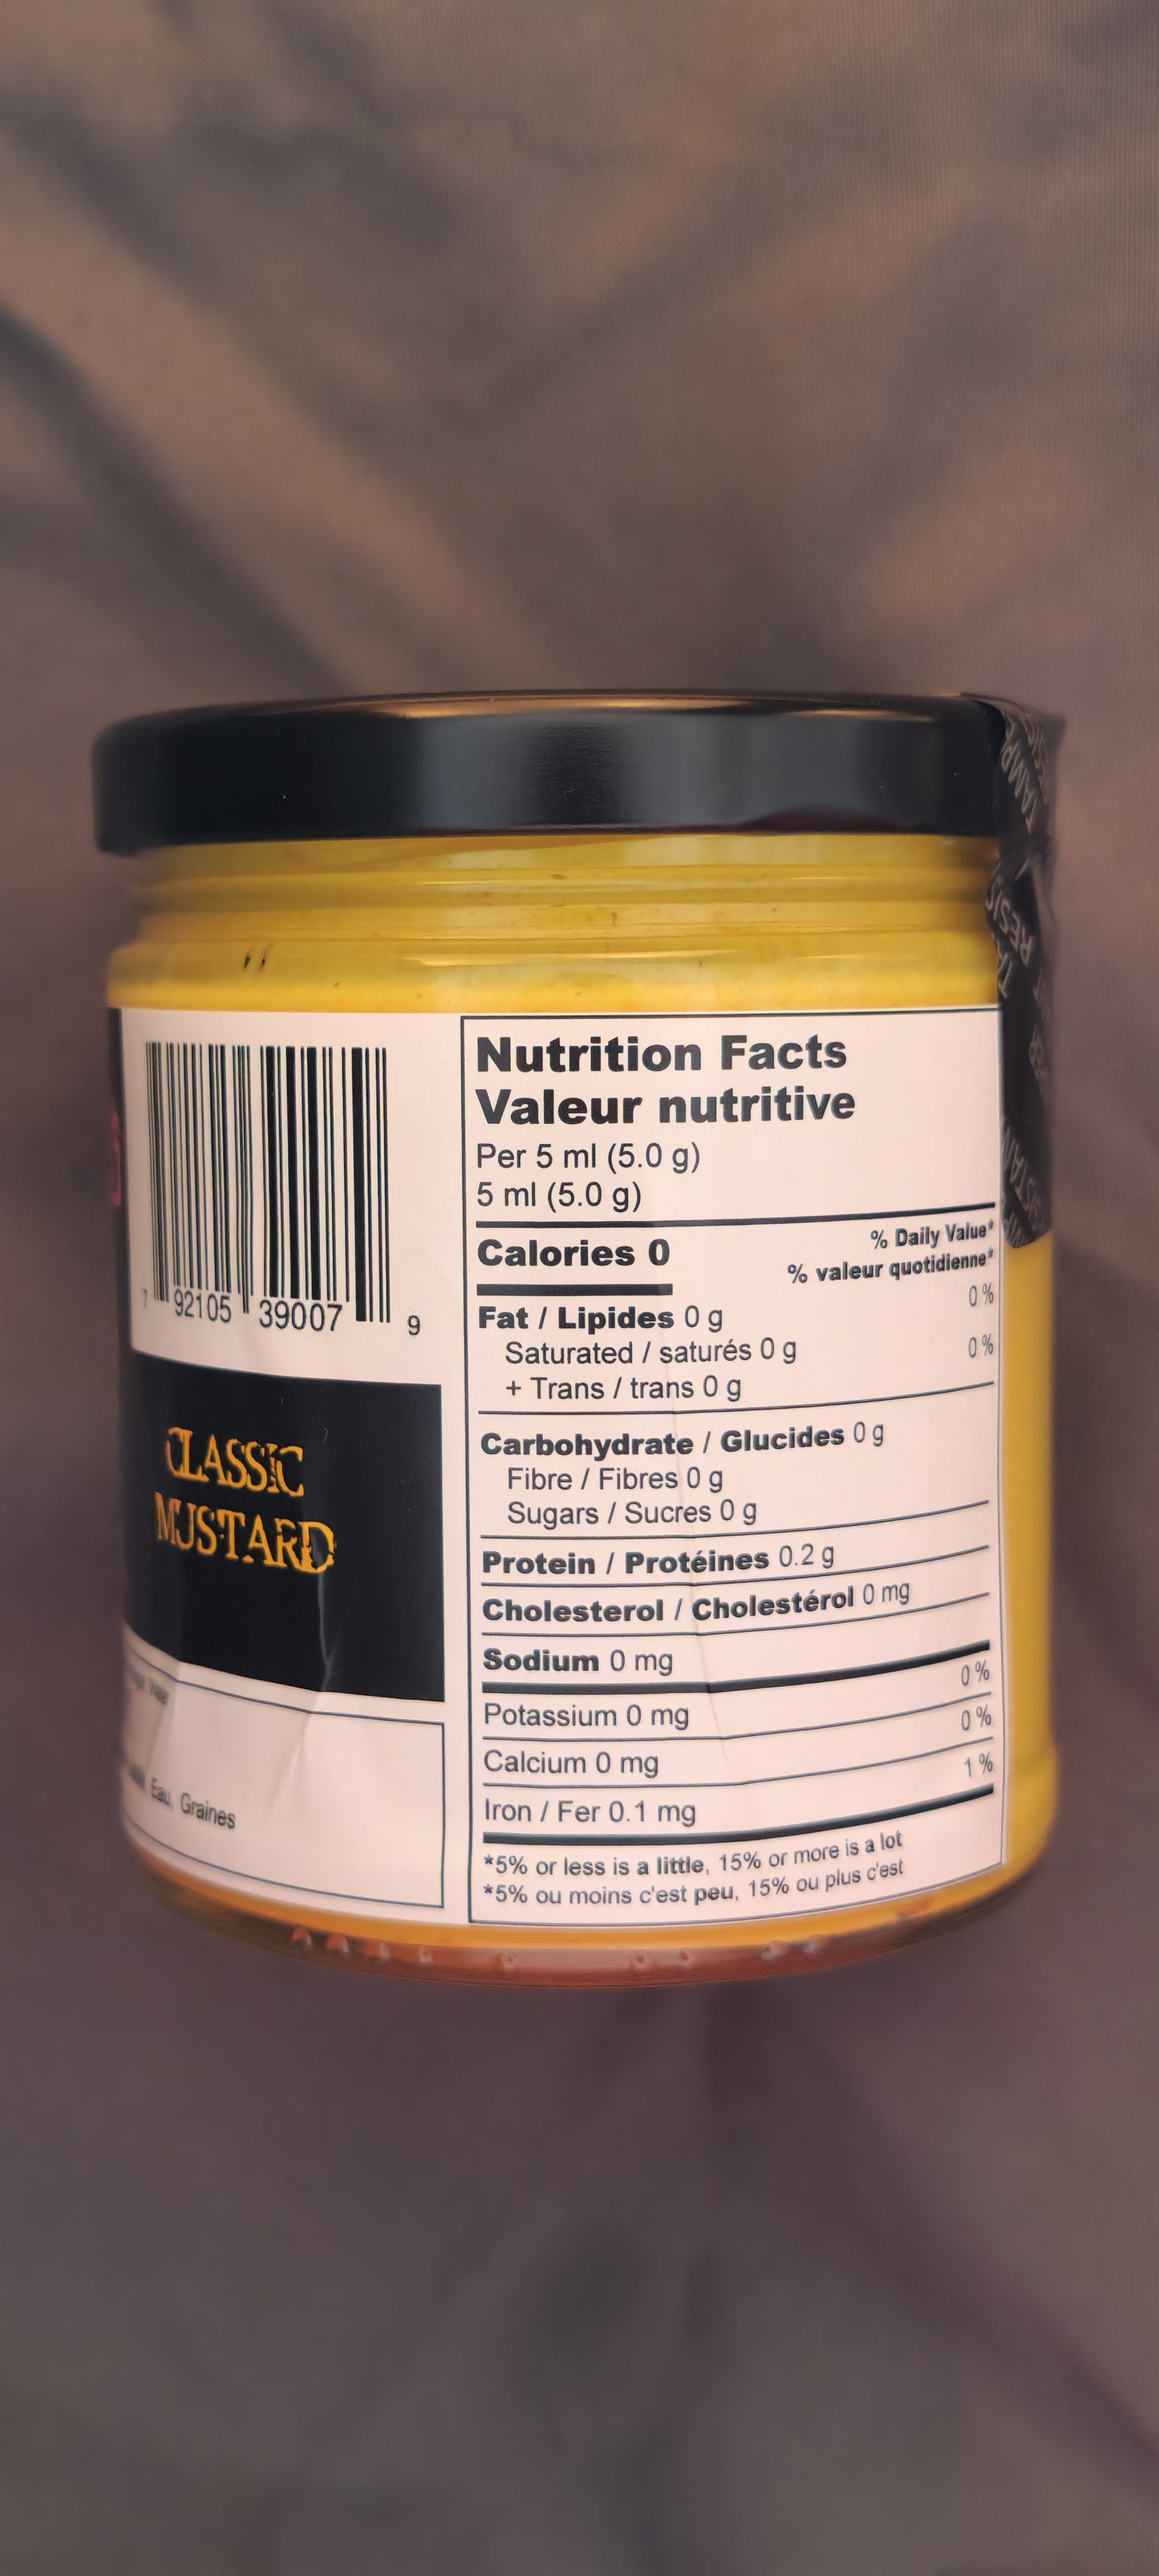 7 92105 39007 9
CLASSIC
MUSTARD
Eau, Graines
Nutrition Facts
Valeur nutritive
Per 5 ml (5.0 g)
5 ml (5.0 g)
% Daily Value*
% valeur quotidienne*
Calories 0
Fat / Lipides 0 g 0 %
Saturated / saturés 0 g
+ Trans / trans 0 g 0 %
Carbohydrate / Glucides 0 g
Fibre / Fibres 0 g
Sugars / Sucres 0 g
Protein / Protéines 0.2 g
Cholesterol / Cholestérol 0 mg
Sodium 0 mg
Potassium 0 mg 0 %
Calcium 0 mg 0 %
Iron / Fer 0.1 mg 1 %
*5% or less is a little, 15% or more is a lot
*5% ou moins c'est peu, 15% ou plus c'est
RESIS